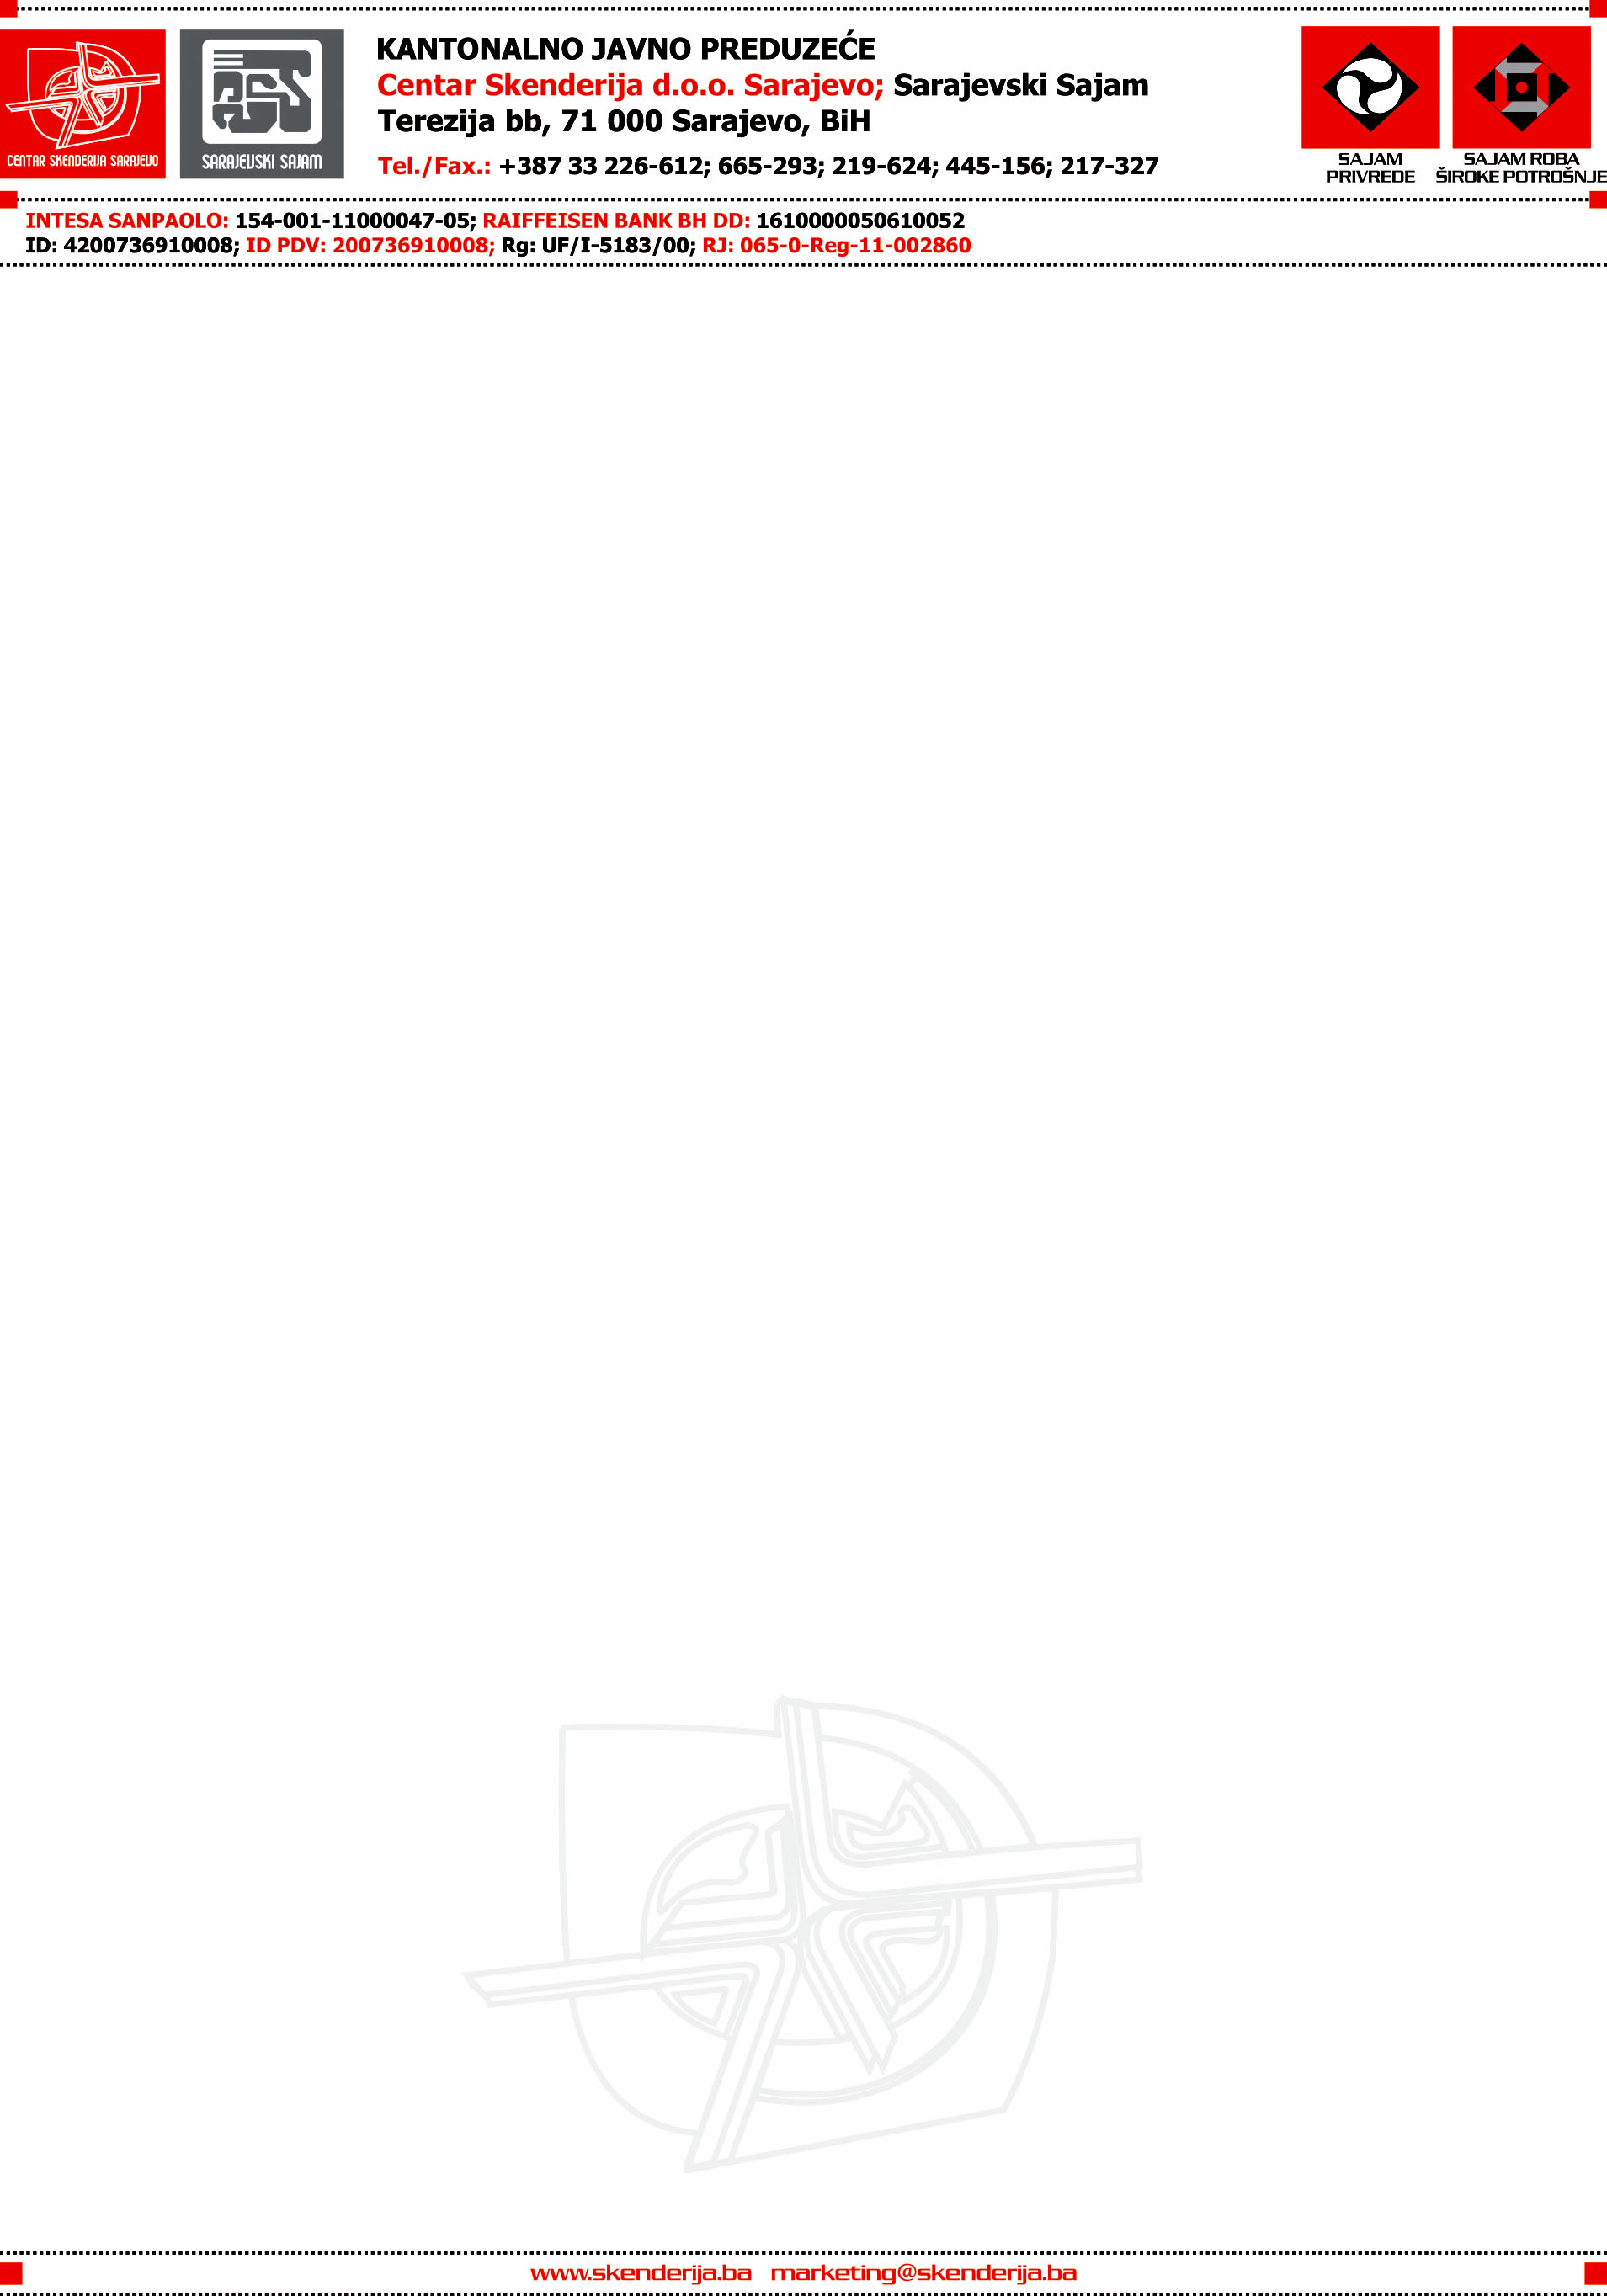 KANTONALNO JAVNO PREDUZEĆE
Centar Skenderija d.o.o. Sarajevo; Sarajevski Sajam
Terezija bb, 71 000 Sarajevo, BiH
Tel./Fax.: +387 33 226-612; 665-293; 219-624; 445-156; 217-327
CENTAR SKENDERIJA SARAJEVO
SARAJEVSKI SAJAM
SAJAM
PRIVREDE
SAJAM ROBA
ŠIROKE POTROŠNJE
INTESA SANPAOLO: 154-001-11000047-05; RAIFFEISEN BANK BH DD: 1610000050610052
ID: 4200736910008; ID PDV: 200736910008; Rg: UF/I-5183/00; RJ: 065-0-Reg-11-002860
www.skenderija.ba marketing@skenderija.ba